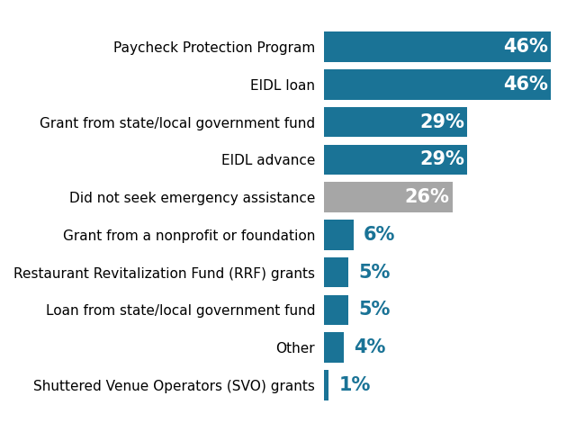 Paycheck Protection Program 46%
EIDL loan 46%
Grant from state/local government fund 29%
EIDL advance 29%
Did not seek emergency assistance 26%
Grant from a nonprofit or foundation 6%
Restaurant Revitalization Fund (RRF) grants 5%
Loan from state/local government fund 5%
Other 4%
Shuttered Venue Operators (SVO) grants 1%